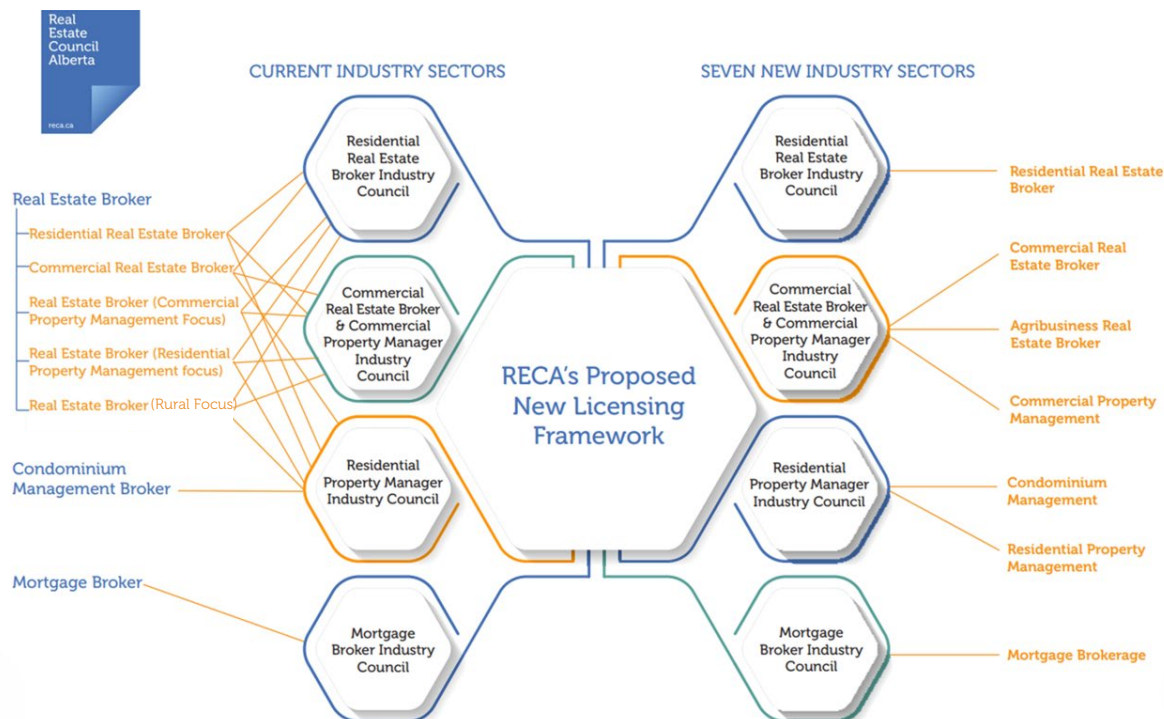 Real
Estate
Council
Alberta
reca.ca
CURRENT INDUSTRY SECTORS
SEVEN NEW INDUSTRY SECTORS
Real Estate Broker
Residential Real Estate Broker
Commercial Real Estate Broker
Real Estate Broker (Commercial
Property Management Focus)
Real Estate Broker (Residential
Property Management focus)
Real Estate Broker (Rural Focus)
Condominium
Management Broker
Mortgage Broker
Residential
Real Estate
Broker Industry
Council
Commercial
Real Estate Broker
& Commercial
Property Manager
Industry
Council
Residential
Property Manager
Industry Council
Mortgage
Broker Industry
Council
RECA's Proposed
New Licensing
Framework
Residential
Real Estate
Broker Industry
Council
Commercial
Real Estate Broker
& Commercial
Property Manager
Industry
Council
Residential
Property Manager
Industry Council
Mortgage
Broker Industry
Council
Residential Real Estate
Broker
Commercial Real
Estate Broker
Agribusiness Real
Estate Broker
Commercial Property
Management
Condominium
Management
Residential Property
Management
Mortgage Brokerage